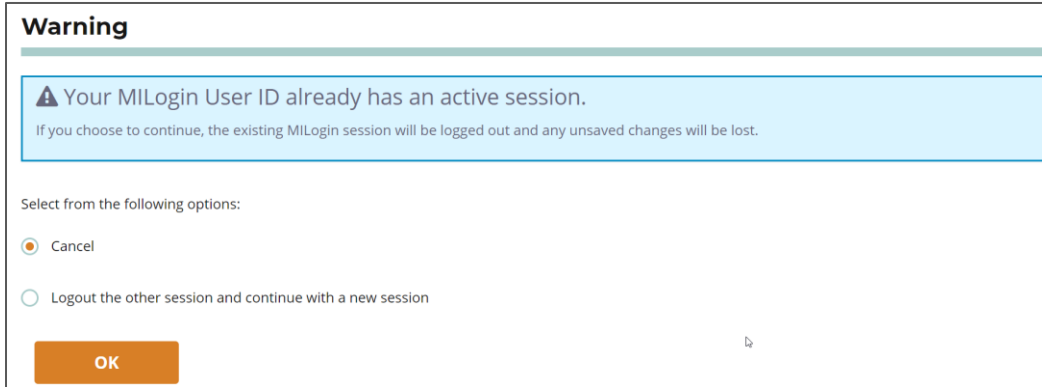 Warning
Your MILogin User ID already has an active session.
If you choose to continue, the existing MILogin session will be logged out and any unsaved changes will be lost.
Select from the following options:
Cancel
Logout the other session and continue with a new session
OK